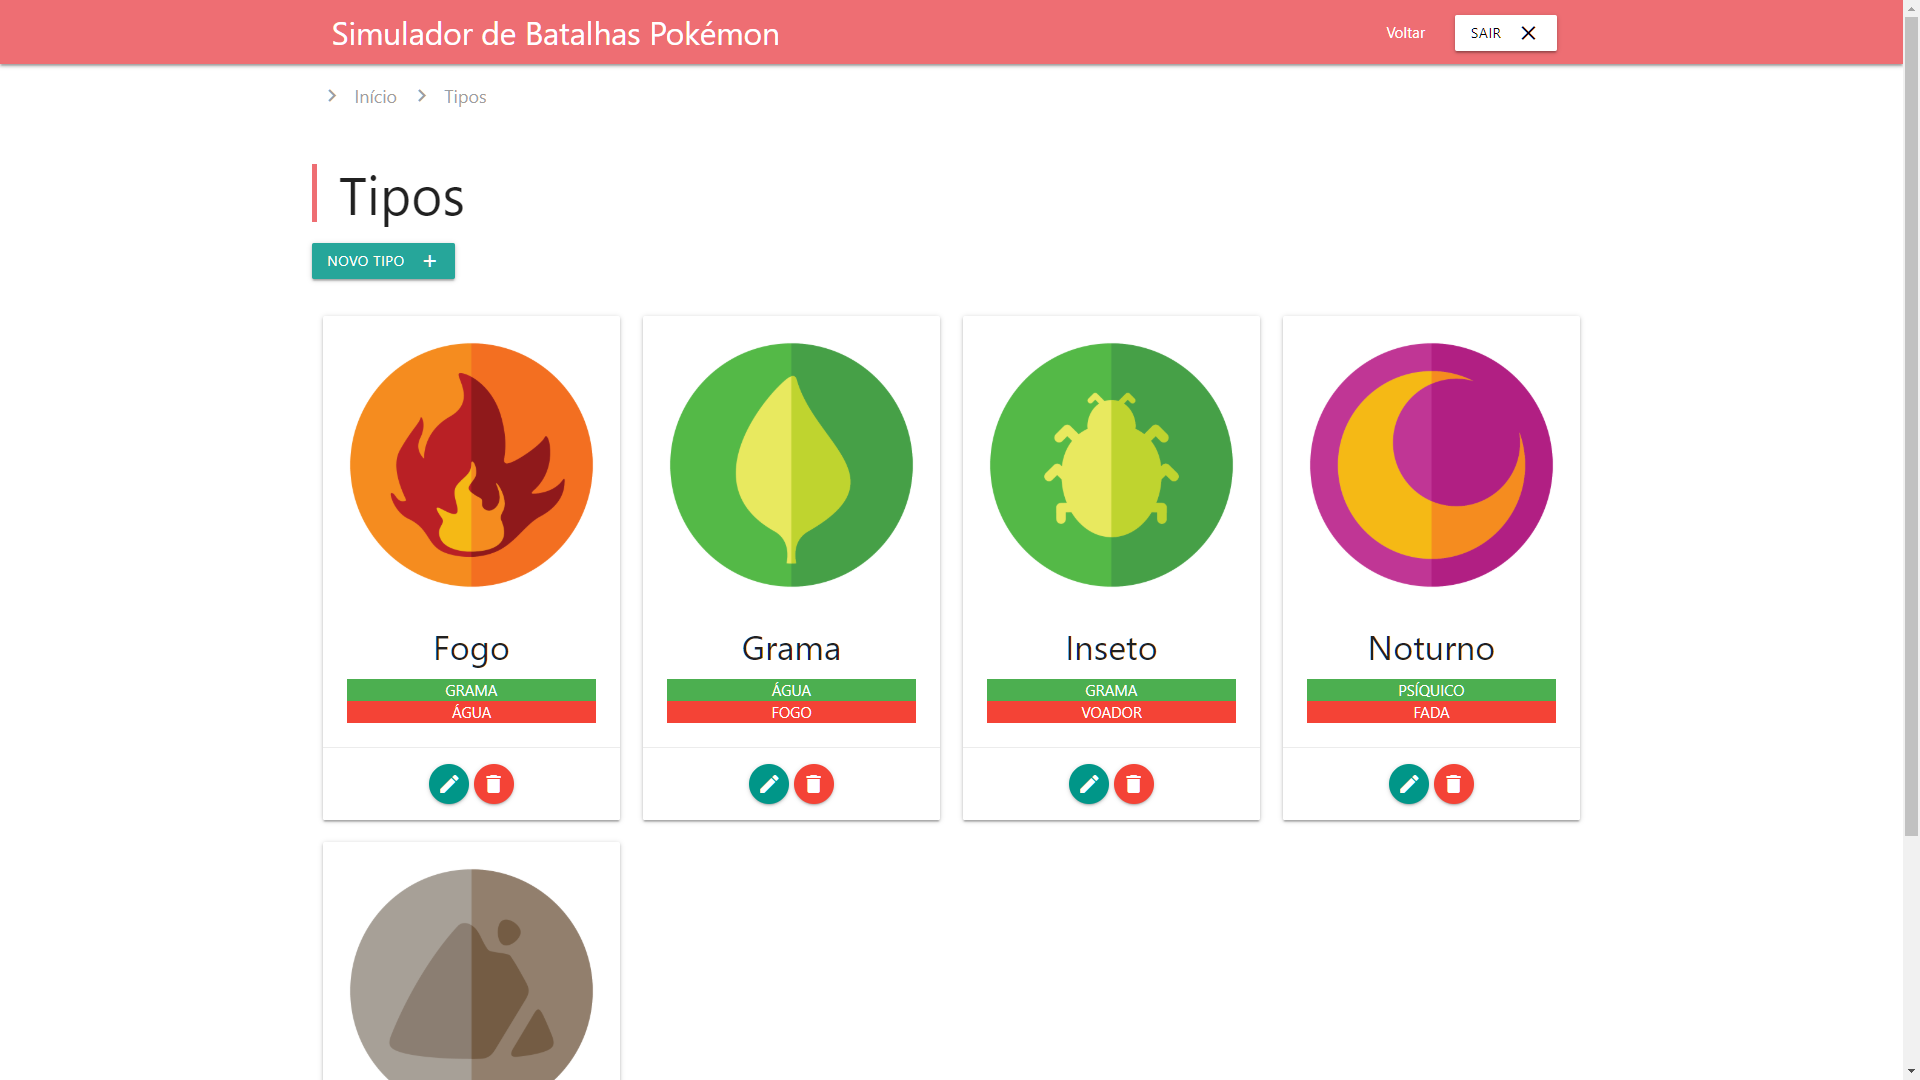 Simulador de Batalhas Pokémon
Voltar
SAIR
Início
Tipos
Tipos
NOVO TIPO
Fogo
GRAMA
ÁGUA
Grama
ÁGUA
FOGO
Inseto
GRAMA
VOADOR
Noturno
PSÍQUICO
FADA